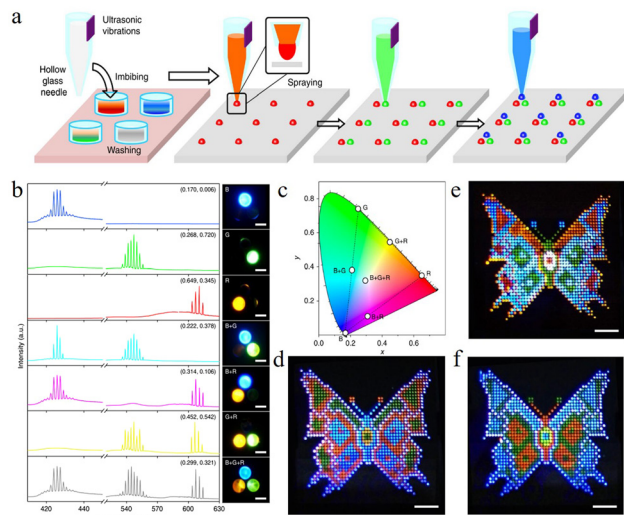 a
Ultrasonic
vibrations
Hollow
glass
needle
Imbibing
Washing
Spraying
b
(0.170, 0.006)
B
(0.268, 0.720)
G
(0.649, 0.345)
R
(0.222, 0.378)
B+G
(0.314, 0.106)
B+R
(0.452, 0.542)
G+R
(0.299, 0.321)
B+G+R
Intensity (a.u.)
420 440 540 560 600 630
c
0.8
0.6
0.4
0.2
0.0
y
0.0 0.2 0.4 0.6
x
G
G+R
B+G
B+G+R
R
B
d
e
f